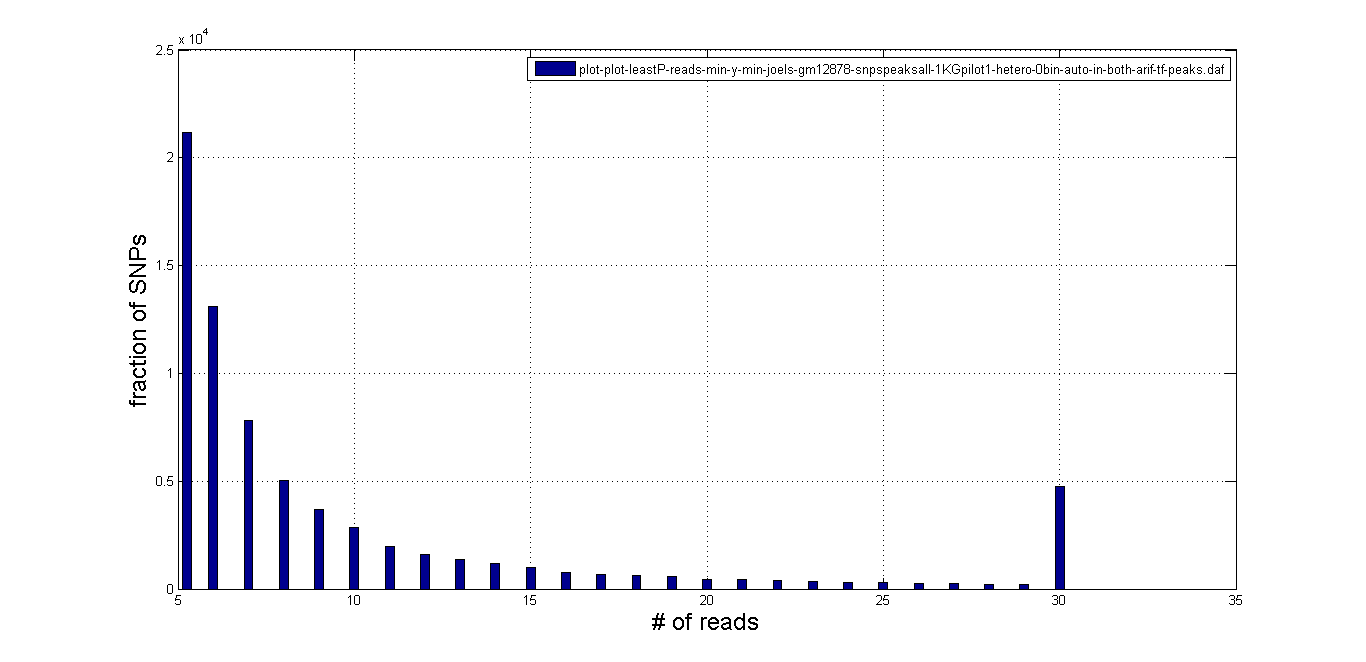 x 10^4
plot-plot-leastP-reads-min-y-min-joels-gm12878-snpspeaksall-1KGpilot1-hetero-0bin-auto-in-both-arif-tf-peaks.daf
2.5
2
1.5
1
0.5
0
fraction of SNPs
5 10 15 20 25 30 35
# of reads